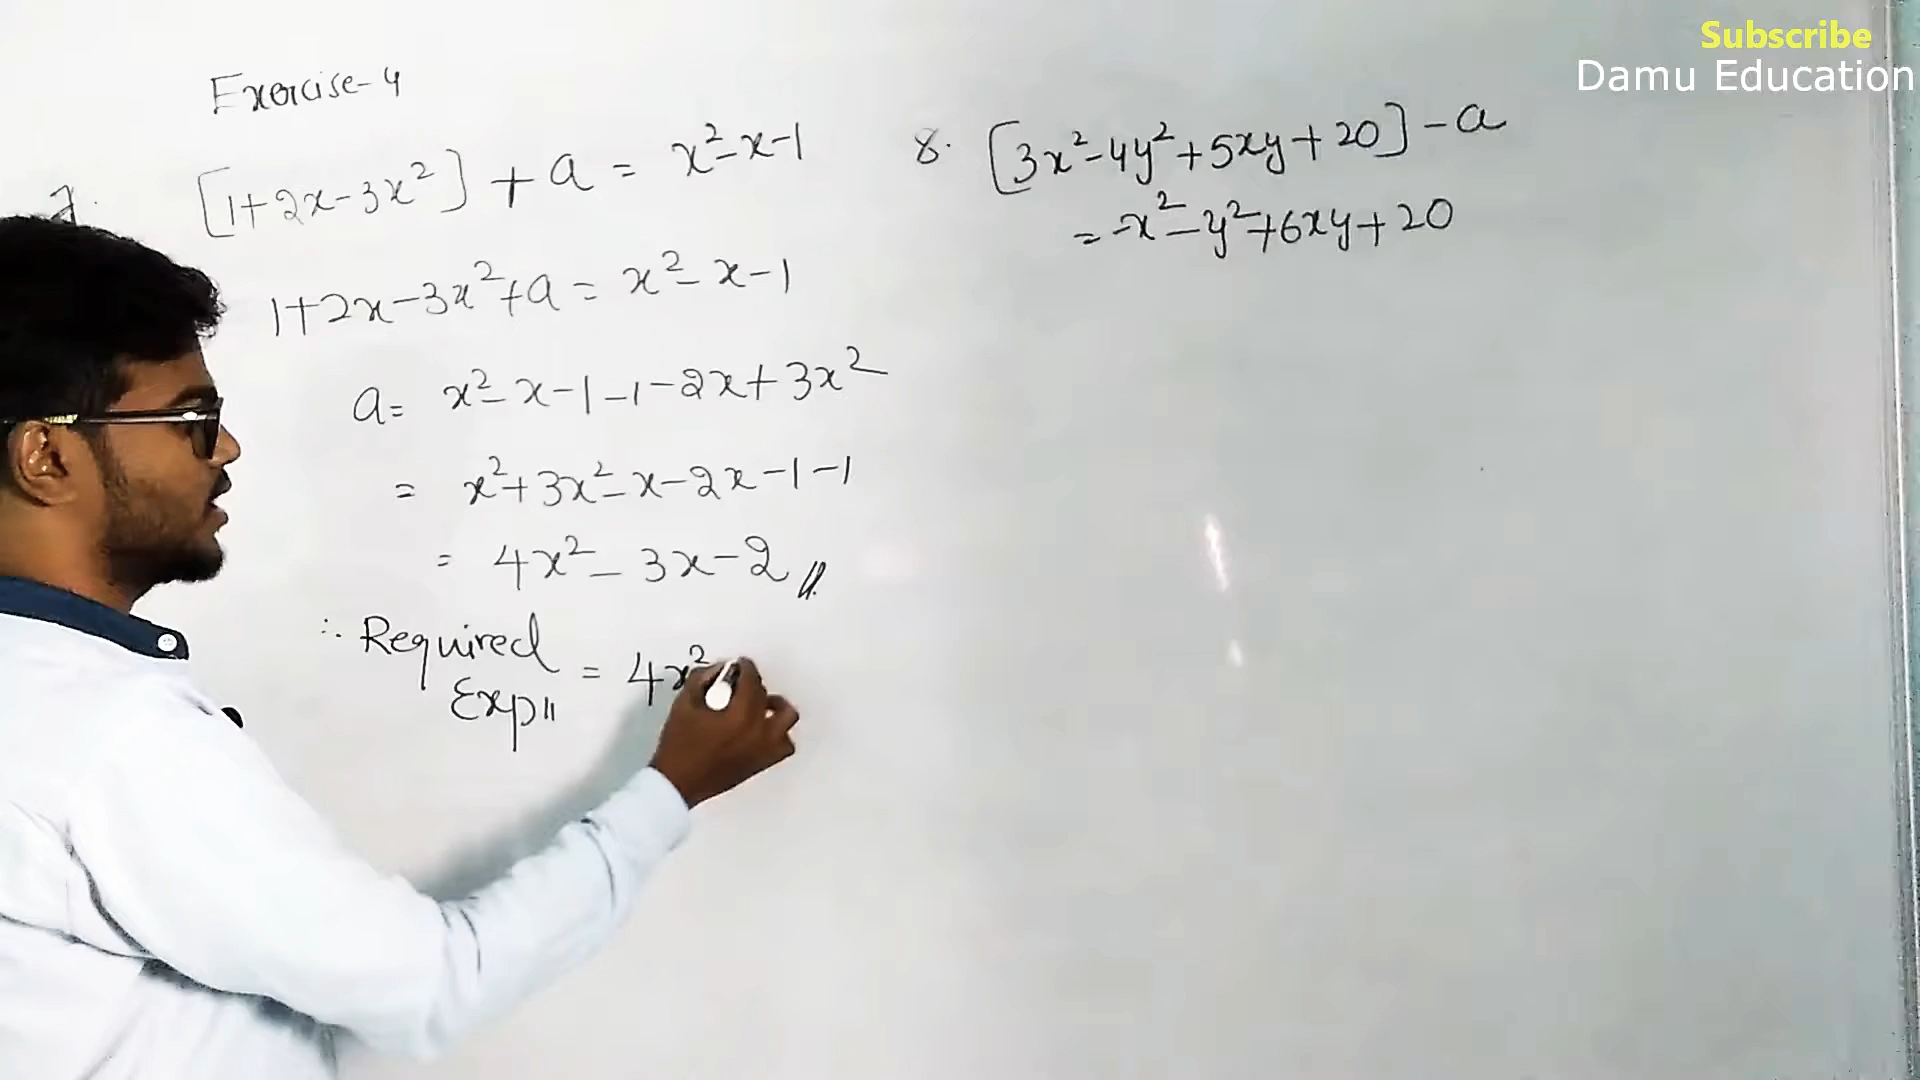 Subscribe
Damu Education
Exercise-4
7. [1+2x-3x²] + a = x²-x-1
1+2x-3x²+a = x²-x-1
a = x²-x-1-1-2x+3x²
= x²+3x²-x-2x-1-1
= 4x²-3x-2 //
∴ Required
Exp 11 = 4x²
8. [3x²-4y²+5xy+20]-a
= -x²-y²+6xy+20